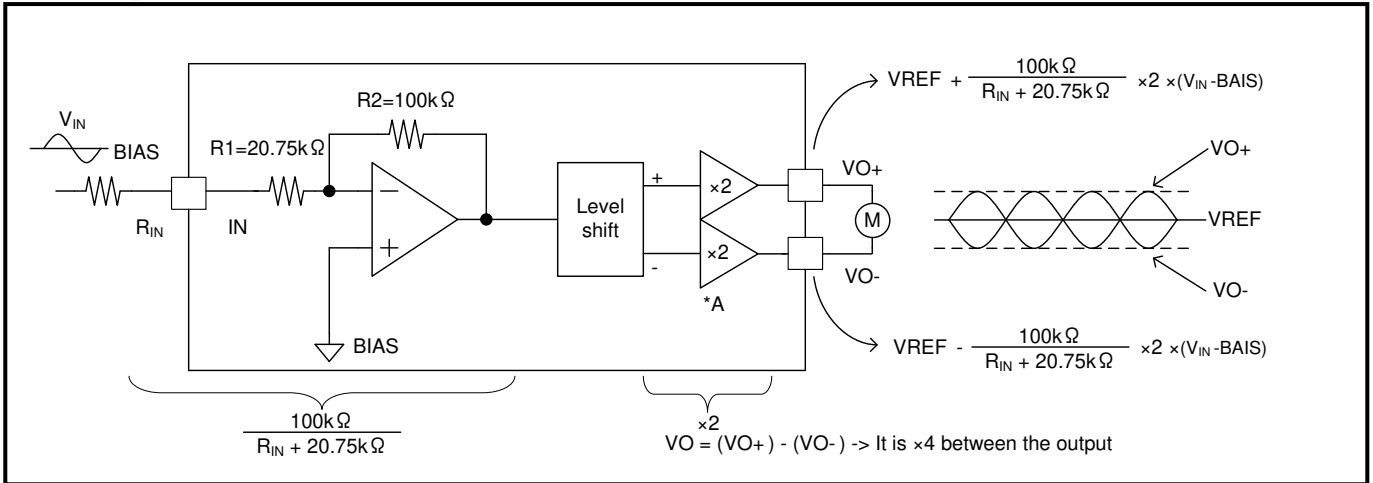 VREF + 100kΩ / RIN + 20.75kΩ ×2 ×(VIN -BAIS)
R2=100kΩ
VIN
BIAS
R1=20.75kΩ
RIN
IN
−
+
BIAS
Level
shift
+
-
×2
×2
*A
VO+
M
VO-
VO+
VREF
VO-
VREF - 100kΩ / RIN + 20.75kΩ ×2 ×(VIN -BAIS)
100kΩ
RIN + 20.75kΩ
×2
VO = (VO+) - (VO-) -> It is ×4 between the output